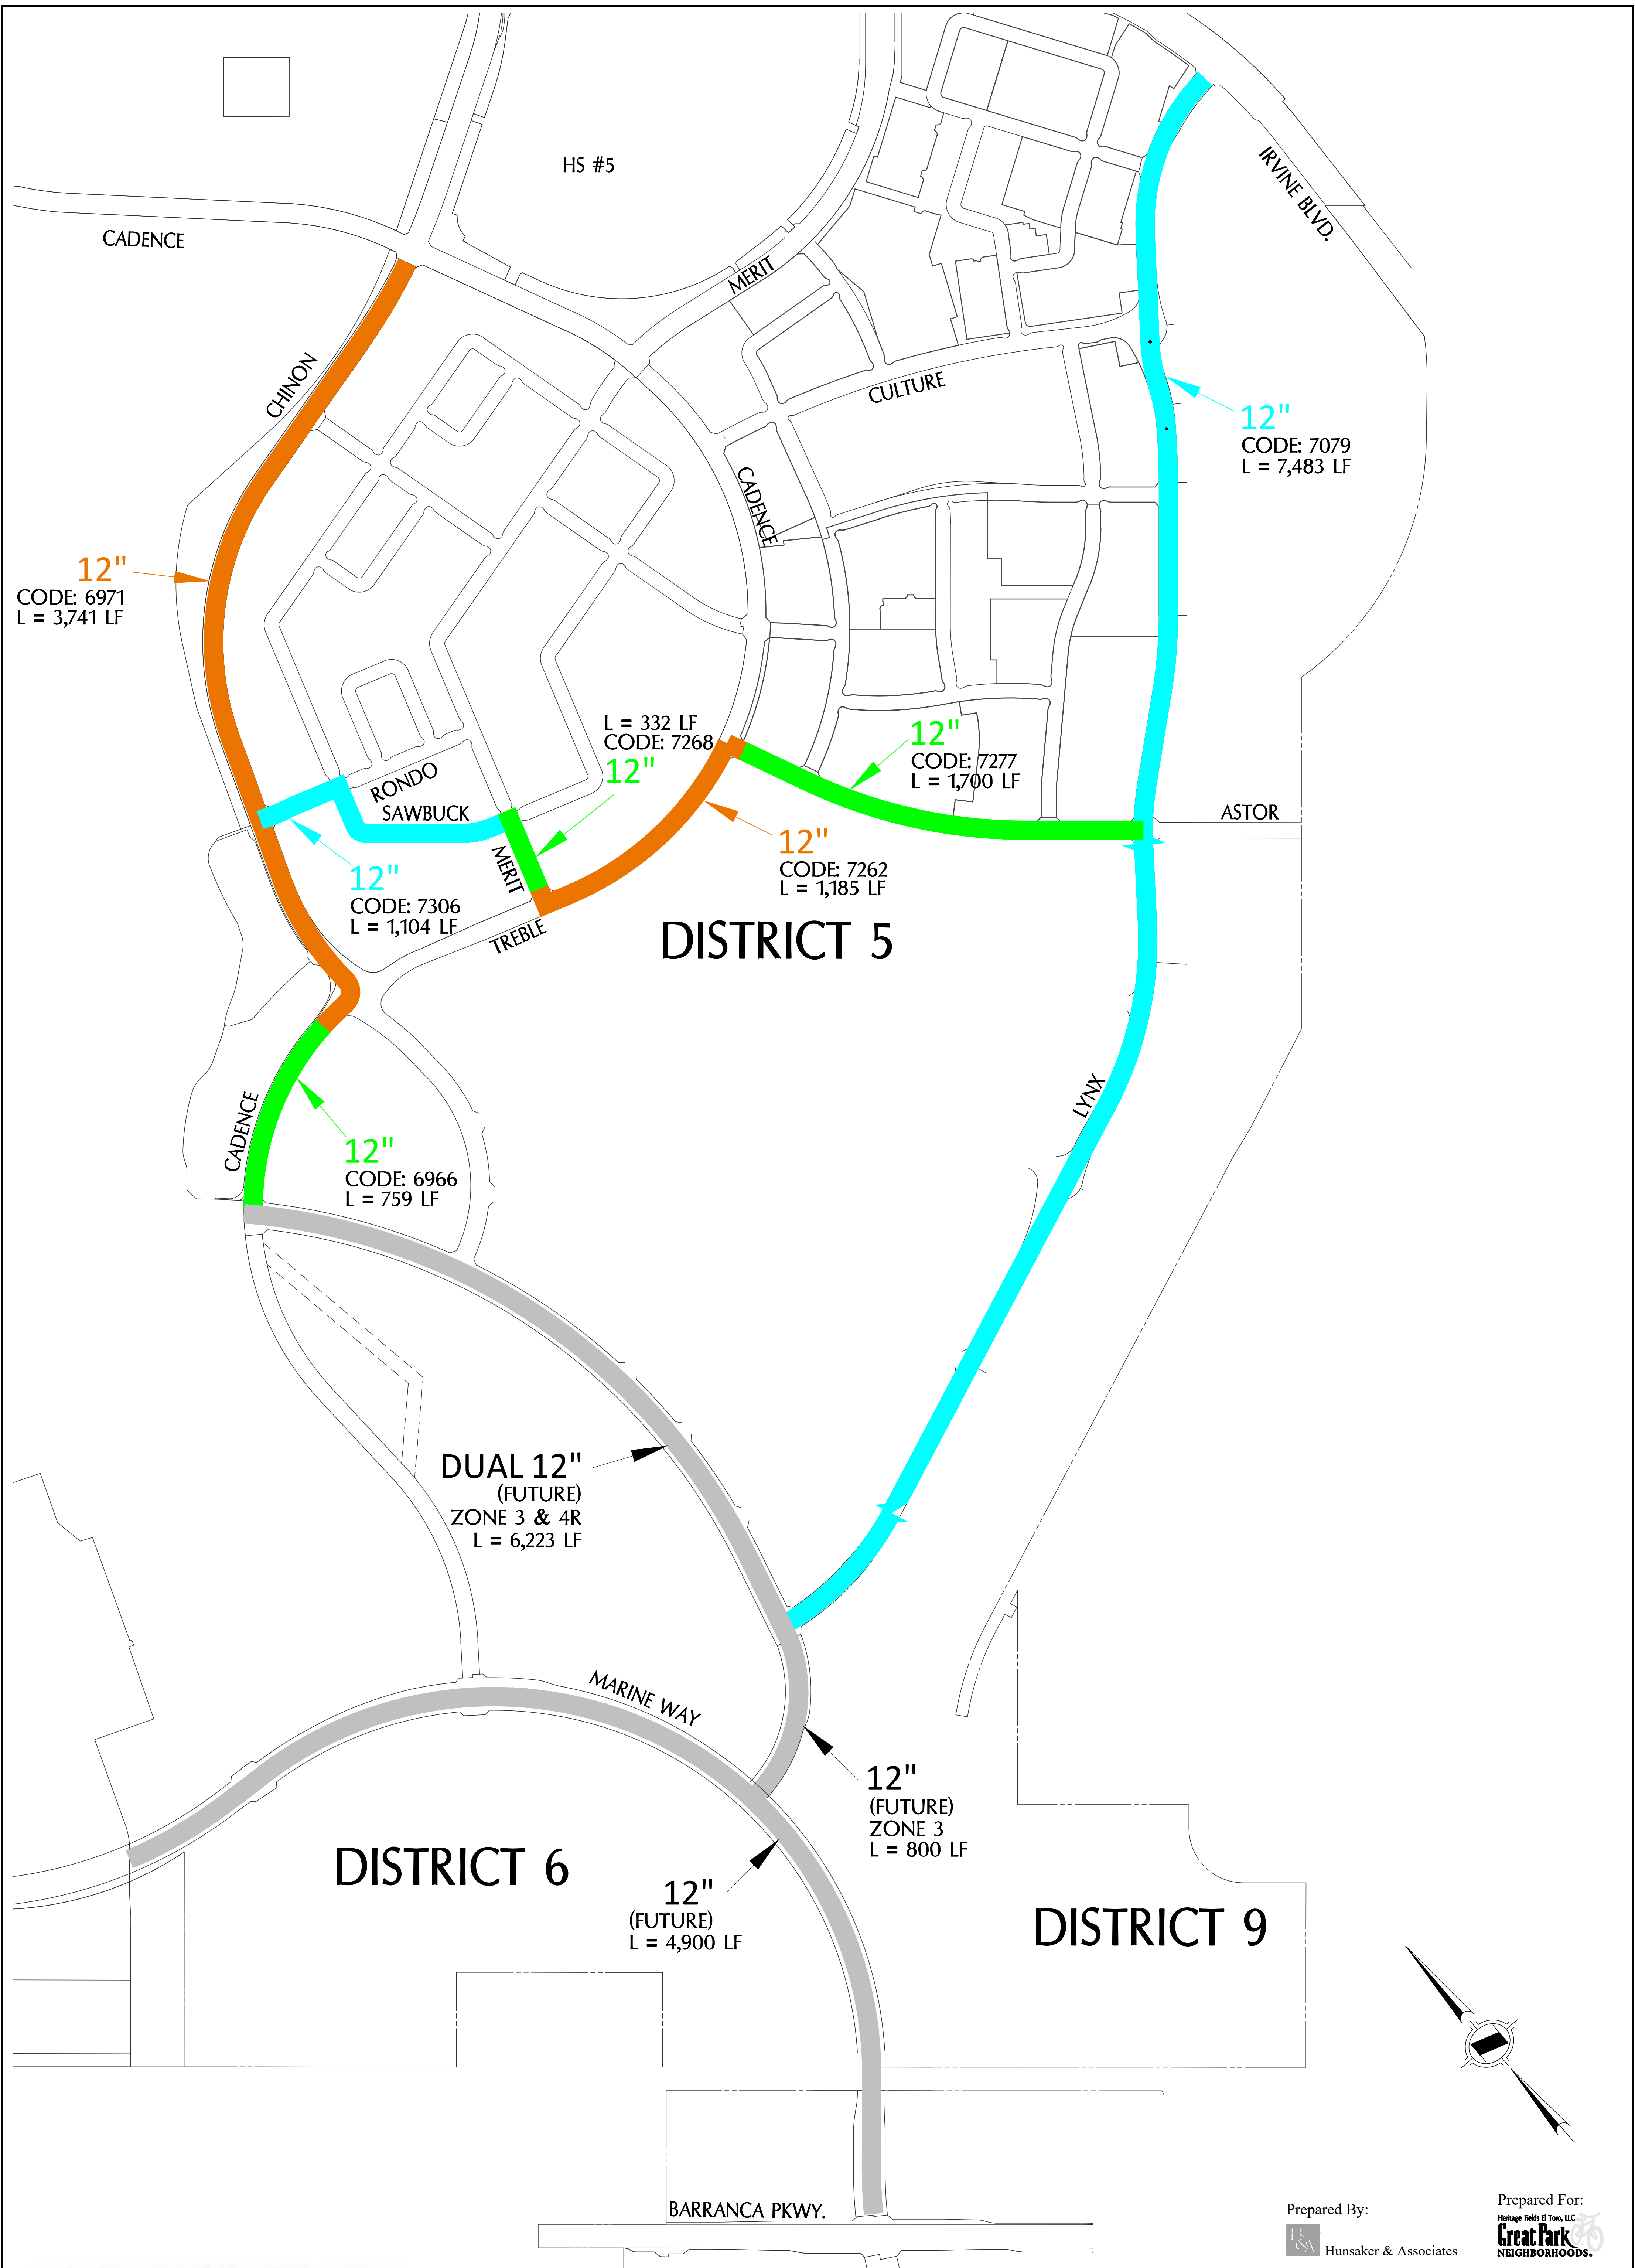 HS #5
IRVINE BLVD.
CADENCE
MERIT
CHINON
CULTURE
12"
CODE: 7079
L = 7,483 LF
CADENCE
12"
CODE: 6971
L = 3,741 LF
L = 332 LF
CODE: 7268
12"
12"
CODE: 7277
L = 1,700 LF
RONDO
SAWBUCK
ASTOR
MERIT
12"
CODE: 7262
L = 1,185 LF
12"
CODE: 7306
L = 1,104 LF
TREBLE
DISTRICT 5
LYNX
CADENCE
12"
CODE: 6966
L = 759 LF
DUAL 12"
(FUTURE)
ZONE 3 & 4R
L = 6,223 LF
MARINE WAY
12"
(FUTURE)
ZONE 3
L = 800 LF
DISTRICT 6
12"
(FUTURE)
L = 4,900 LF
DISTRICT 9
BARRANCA PKWY.
Prepared By:
H&A
Hunsaker & Associates
Prepared For:
Heritage Fields El Toro, LLC
Great Park
NEIGHBORHOODS.